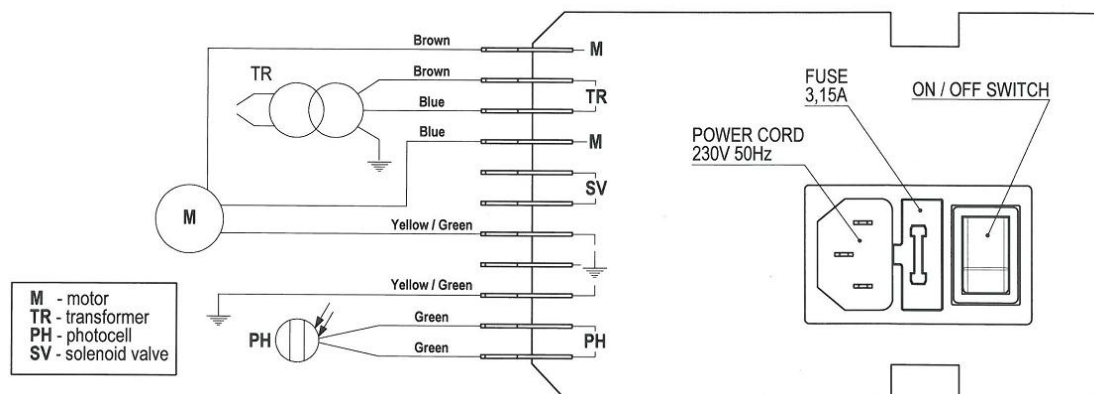 Brown
M
TR
Brown
TR
Blue
Blue
M
SV
M
Yellow / Green
Yellow / Green
PH
Green
Green
PH
M - motor
TR - transformer
PH - photocell
SV - solenoid valve
FUSE
3,15A
ON / OFF SWITCH
POWER CORD
230V 50Hz